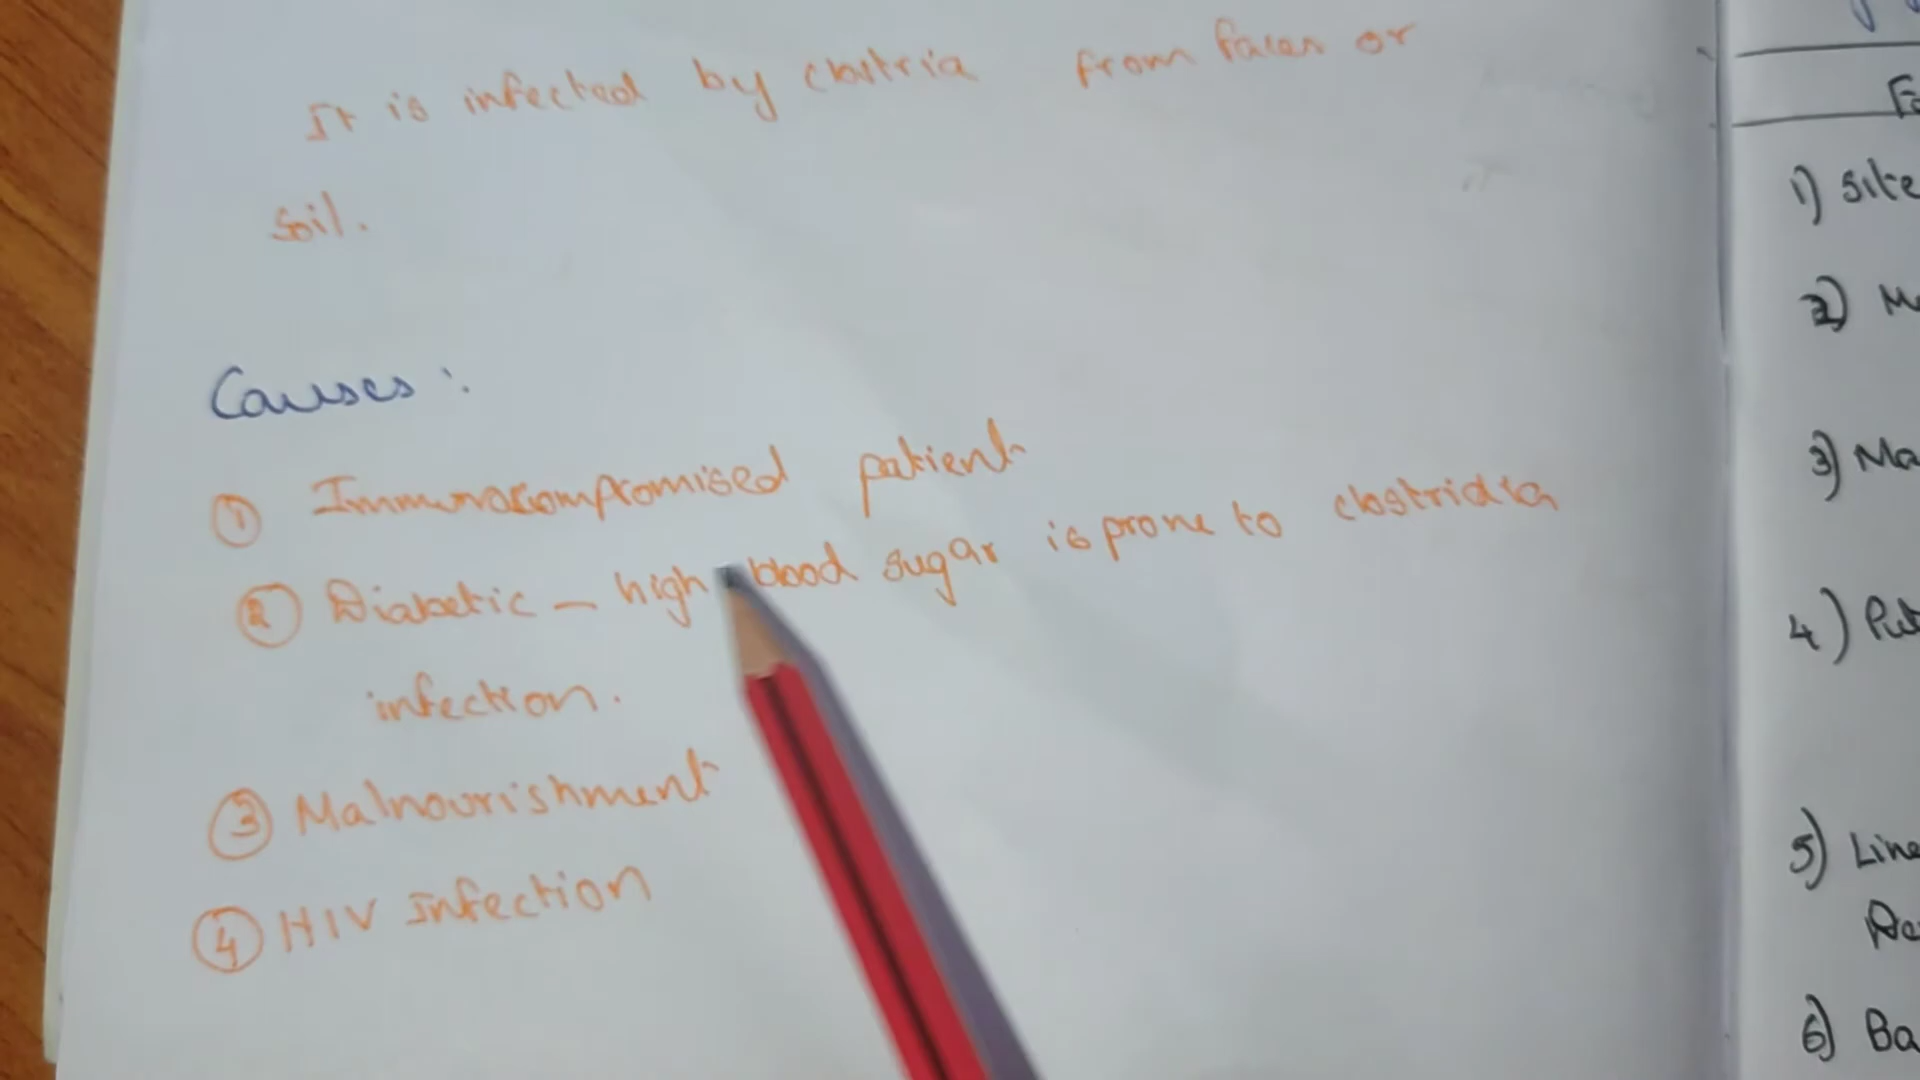 It is infected by clostria from faces or
soil.
Causes :
① Immunocompromised patient
② Diabetic – high blood sugar is prone to clostridia
infection.
③ Malnourishment
④ HIV Infection
1) Site
2) M
3) Ma
4) Put
5) Line
De
6) Ba